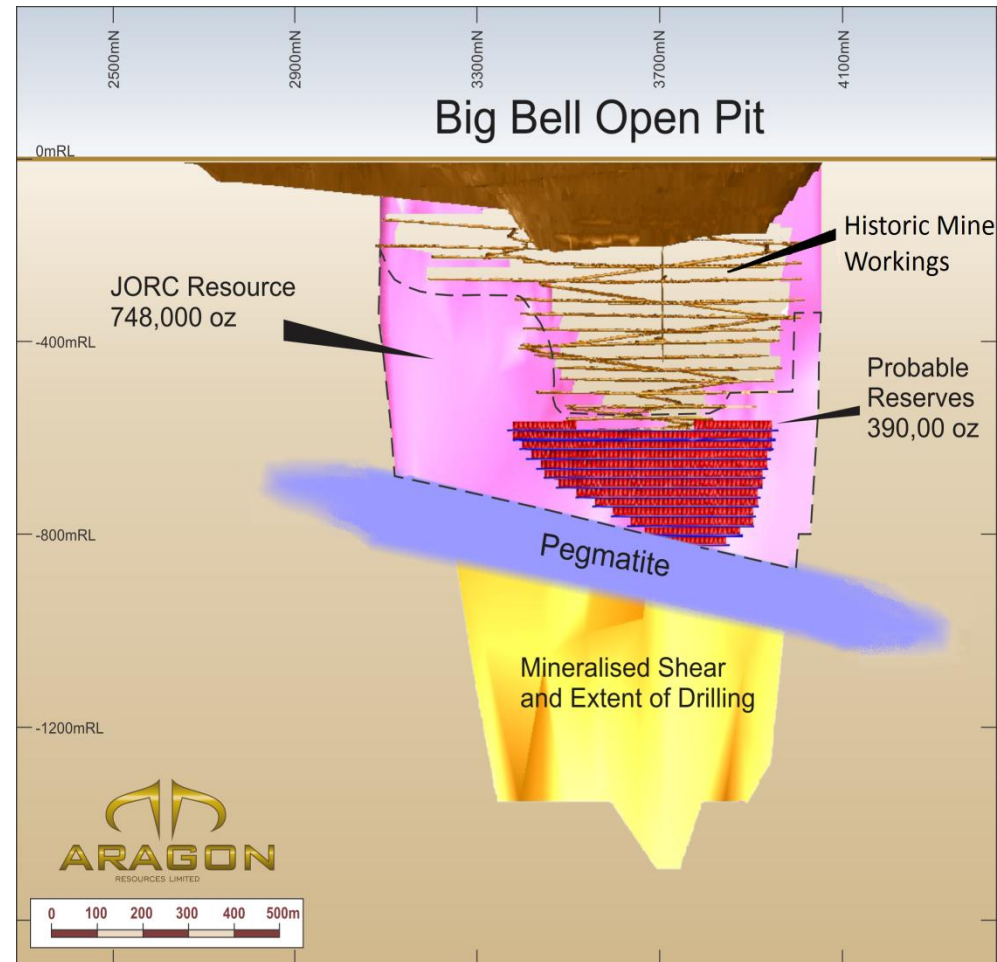 2500mN
2900mN
3300mN
3700mN
4100mN
Big Bell Open Pit
0mRL
Historic Mine
Workings
JORC Resource
748,000 oz
-400mRL
Probable
Reserves
390,00 oz
-800mRL
Pegmatite
Mineralised Shear
and Extent of Drilling
-1200mRL
ARAGON
RESOURCES LIMITED
0 100 200 300 400 500m